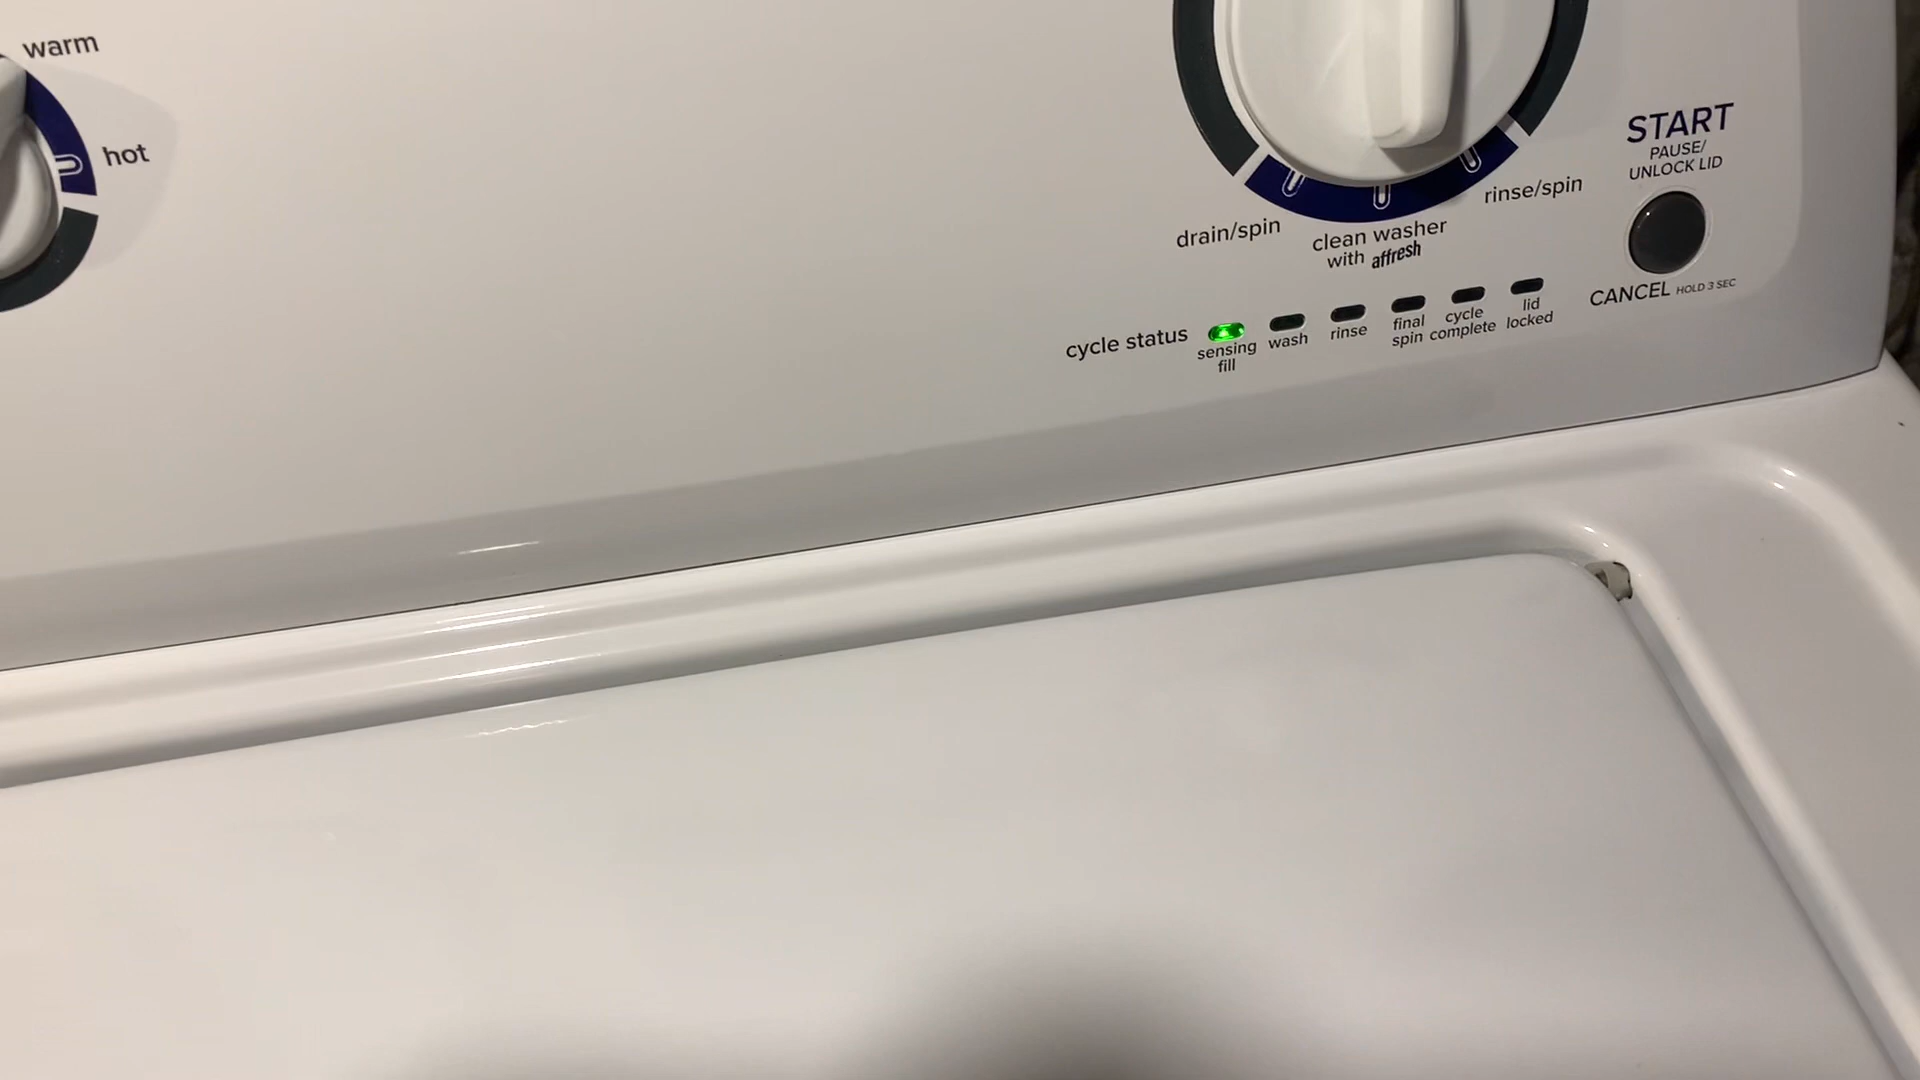 warm
hot
START
PAUSE/
UNLOCK LID
rinse/spin
drain/spin
clean washer
with affresh
CANCEL HOLD 3 SEC
cycle status
sensing
fill
wash
rinse
final
spin
cycle
complete
lid
locked